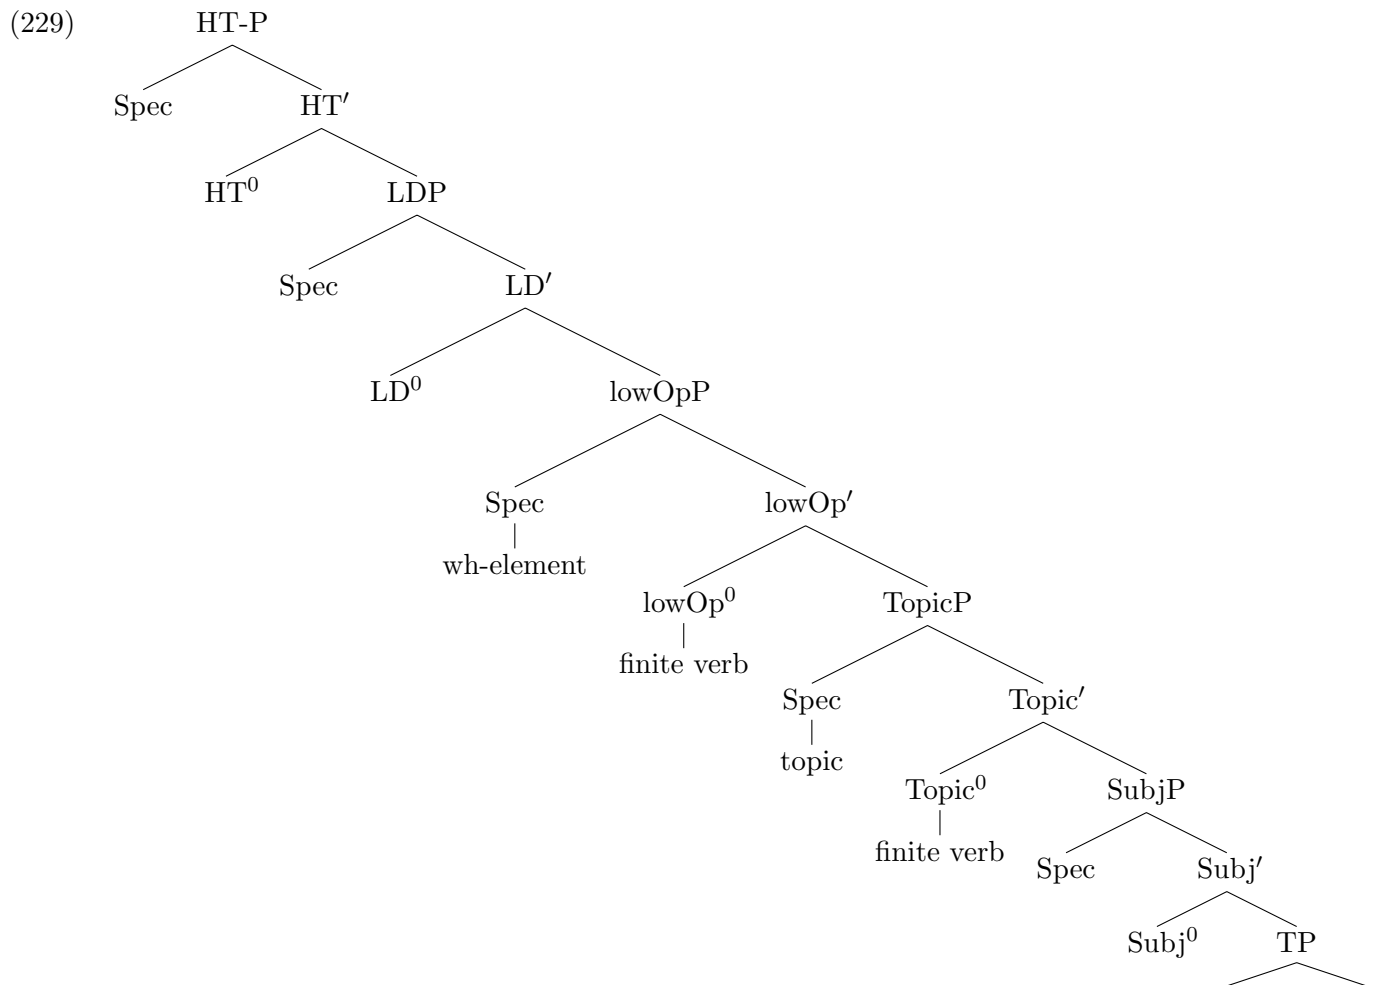 (229) HT-P
Spec HT′
HT⁰ LDP
Spec LD′
LD⁰ lowOpP
Spec lowOp′
wh-element
lowOp⁰ TopicP
finite verb
Spec Topic′
topic
Topic⁰ SubjP
finite verb
Spec Subj′
Subj⁰ TP